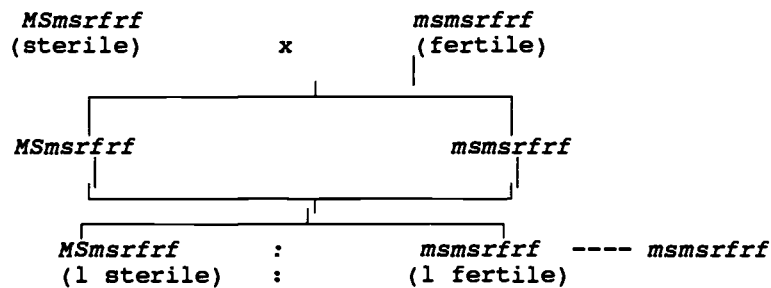 MSmsrfrf msmsrfrf
(sterile) x (fertile)
MSmsrfrf msmsrfrf
MSmsrfrf : msmsrfrf ---- msmsrfrf
(1 sterile) : (1 fertile)